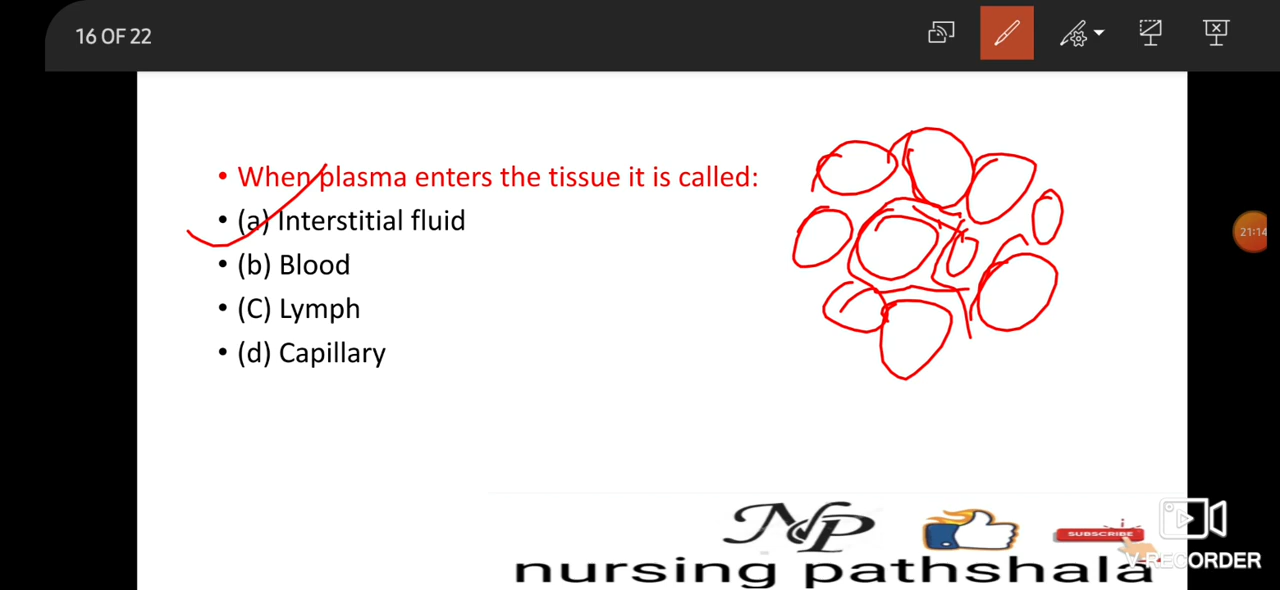 16 OF 22
• When plasma enters the tissue it is called:
• (a) Interstitial fluid
21:14
• (b) Blood
• (C) Lymph
• (d) Capillary
NP
SUBSCRIBE
V RECORDER
nursing pathshala